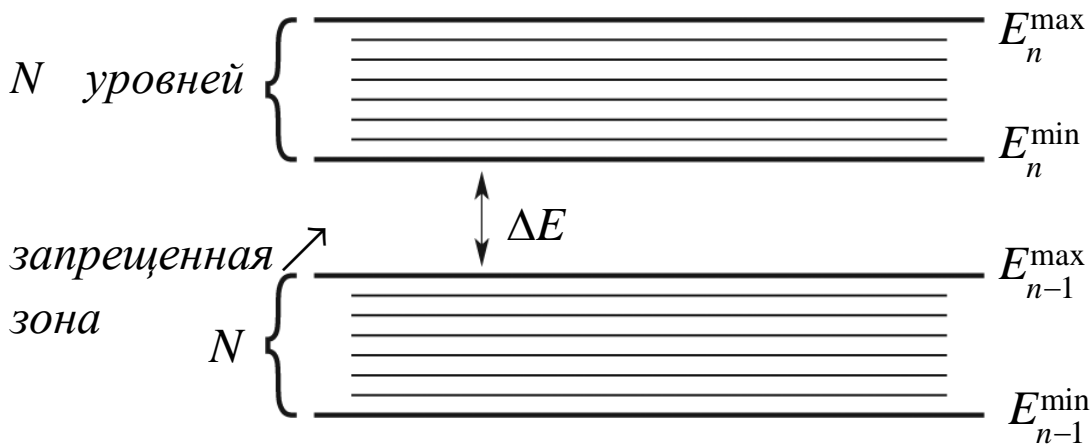 E_n^max
N уровней
E_n^min
ΔE
запрещенная
зона
E_{n-1}^max
N
E_{n-1}^min